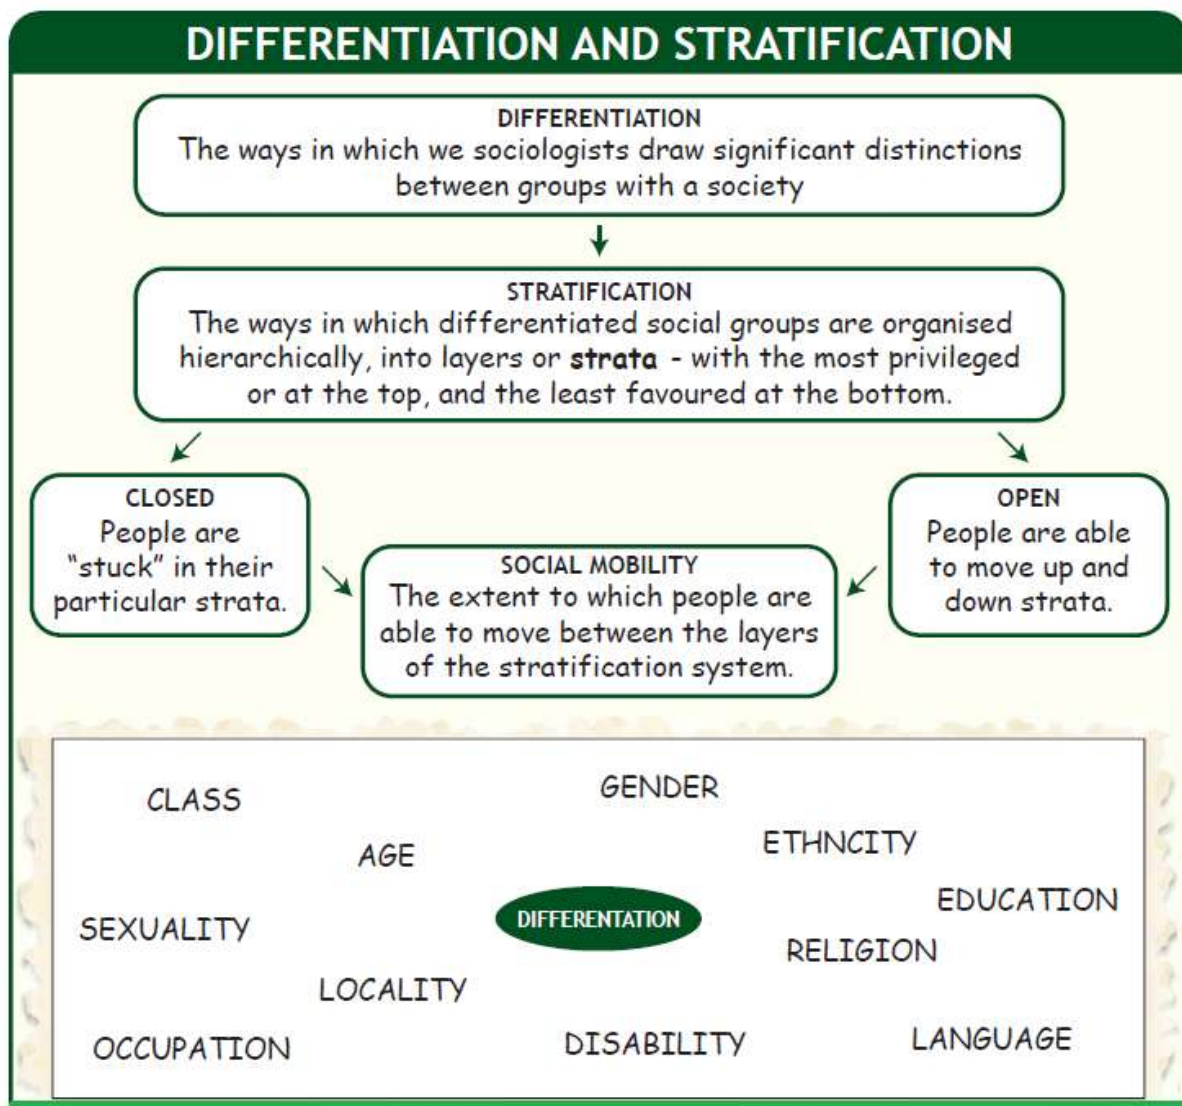 DIFFERENTIATION AND STRATIFICATION
DIFFERENTIATION
The ways in which we sociologists draw significant distinctions
between groups with a society
STRATIFICATION
The ways in which differentiated social groups are organised
hierarchically, into layers or strata - with the most privileged
or at the top, and the least favoured at the bottom.
CLOSED
People are
"stuck" in their
particular strata.
OPEN
People are able
to move up and
down strata.
SOCIAL MOBILITY
The extent to which people are
able to move between the layers
of the stratification system.
CLASS
GENDER
AGE
ETHNCITY
EDUCATION
SEXUALITY
DIFFERENTATION
RELIGION
LOCALITY
OCCUPATION
DISABILITY
LANGUAGE